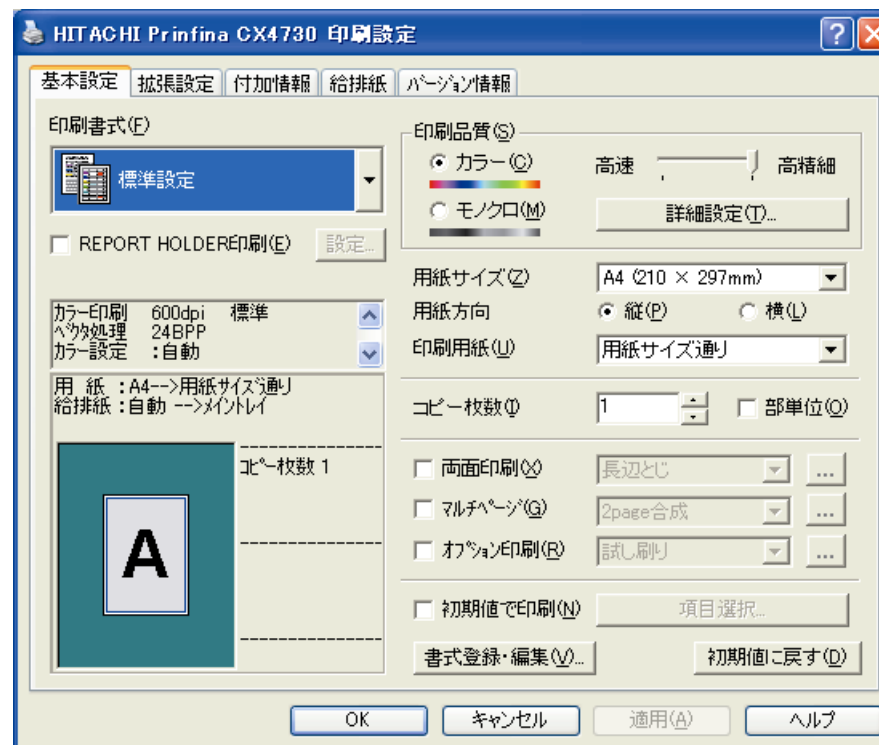 HITACHI Prinfina CX4730 印刷設定
基本設定 拡張設定 付加情報 給排紙 バージョン情報
印刷書式(F)
標準設定
REPORT HOLDER印刷(E) 設定...
カラー印刷 600dpi 標準
ベクタ処理 24BPP
カラー設定 :自動
用 紙 :A4-->用紙サイズ通り
給排紙 :自動 -->メイントレイ
コピー枚数 1
A
印刷品質(S)
カラー(C) 高速 高精細
モノクロ(M) 詳細設定(T)...
用紙サイズ(Z) A4 (210 × 297mm)
用紙方向 縦(P) 横(L)
印刷用紙(U) 用紙サイズ通り
コピー枚数(I) 1 部単位(O)
両面印刷(X) 長辺とじ ...
マルチページ(G) 2page合成 ...
オプション印刷(R) 試し刷り ...
初期値で印刷(N) 項目選択...
書式登録・編集(V)... 初期値に戻す(D)
OK キャンセル 適用(A) ヘルプ